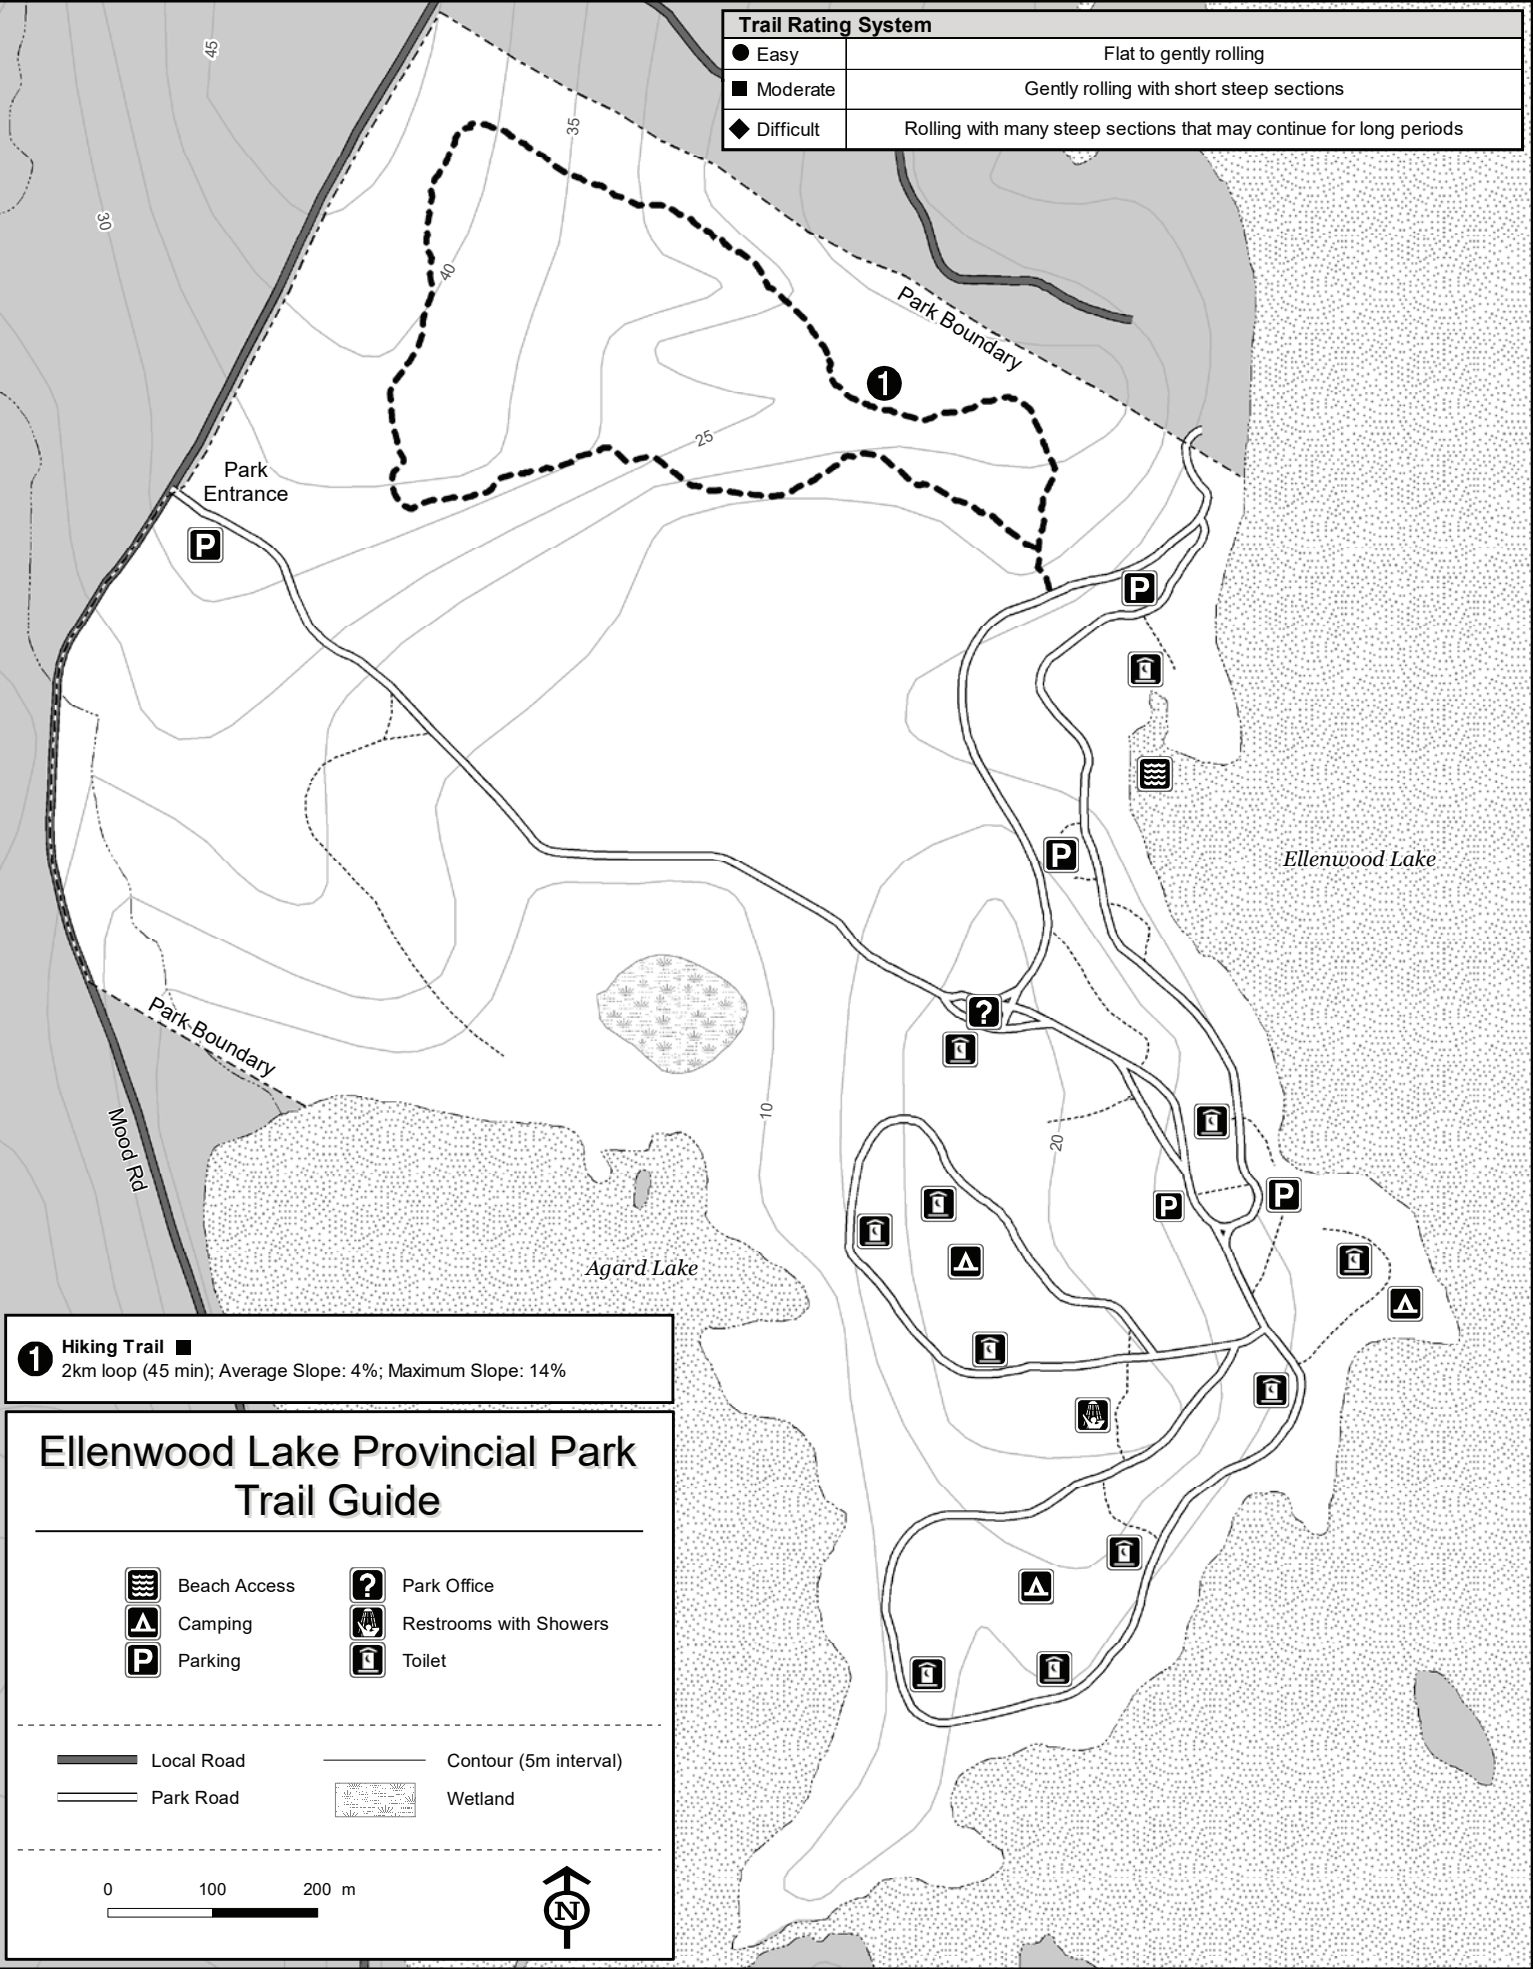 Trail Rating System
Easy Flat to gently rolling
Moderate Gently rolling with short steep sections
Difficult Rolling with many steep sections that may continue for long periods
45
35
30
40
Park Boundary
1
25
Park
Entrance
P
P
P
Ellenwood Lake
?
Park Boundary
Mood Rd
10
20
P
P
Agard Lake
1 Hiking Trail
2km loop (45 min); Average Slope: 4%; Maximum Slope: 14%
Ellenwood Lake Provincial Park
Trail Guide
Beach Access ? Park Office
Camping Restrooms with Showers
P Parking Toilet
Local Road Contour (5m interval)
Park Road Wetland
0 100 200 m
N